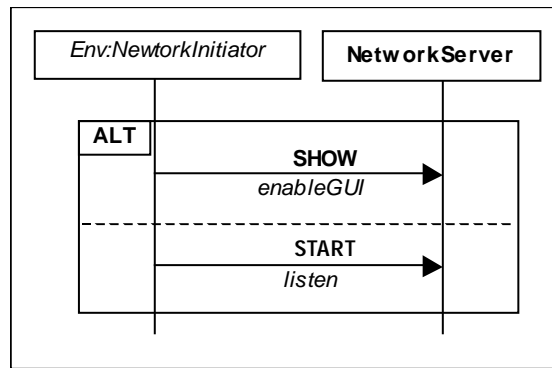 Env:NewtorkInitiator
NetworkServer
ALT
SHOW
enableGUI
START
listen